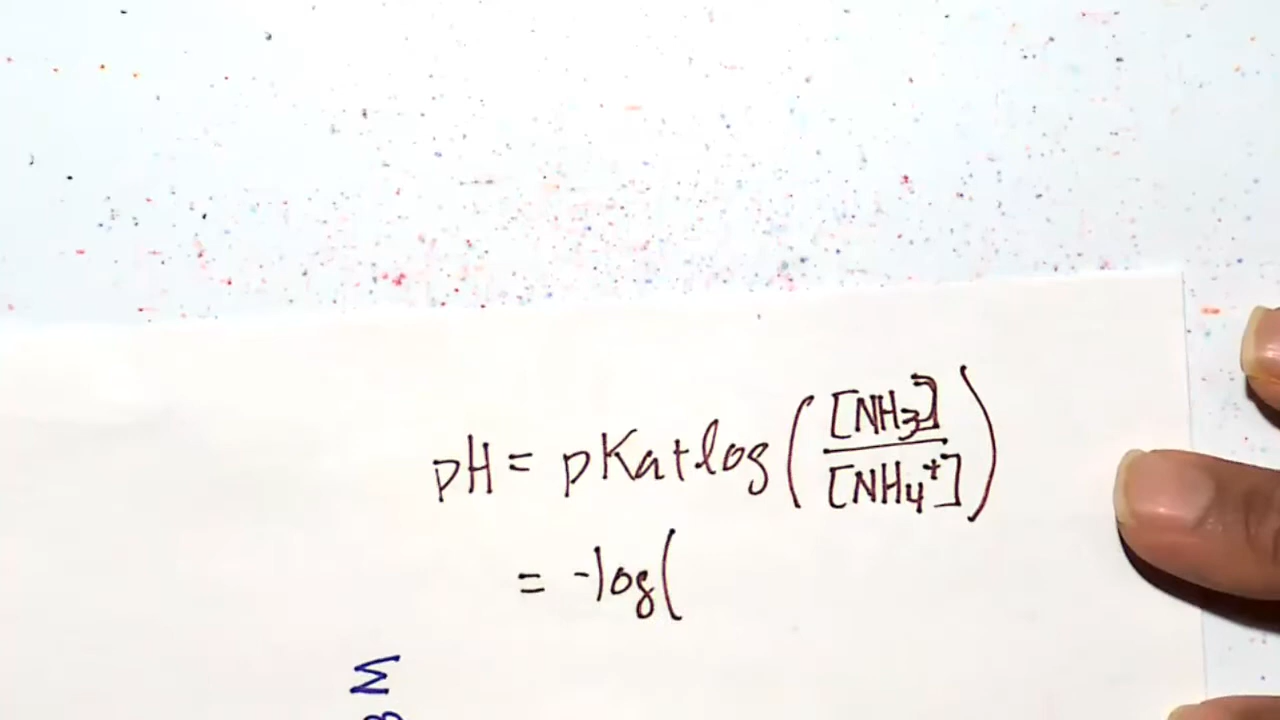 pH = pKa + log([NH₃]/[NH₄⁺])
= -log(
M